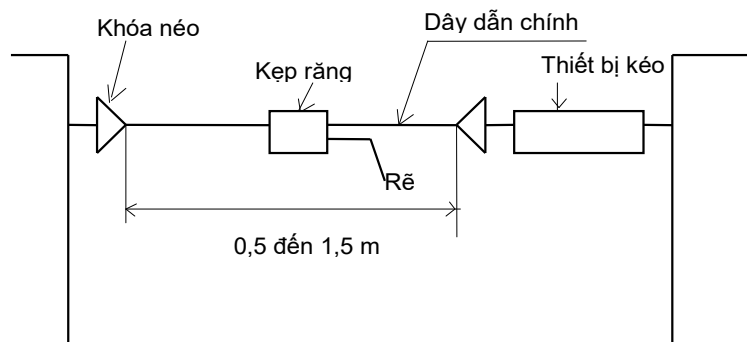 Khóa néo
Dây dẫn chính
Kẹp răng
Thiết bị kéo
Rẽ
0,5 đến 1,5 m